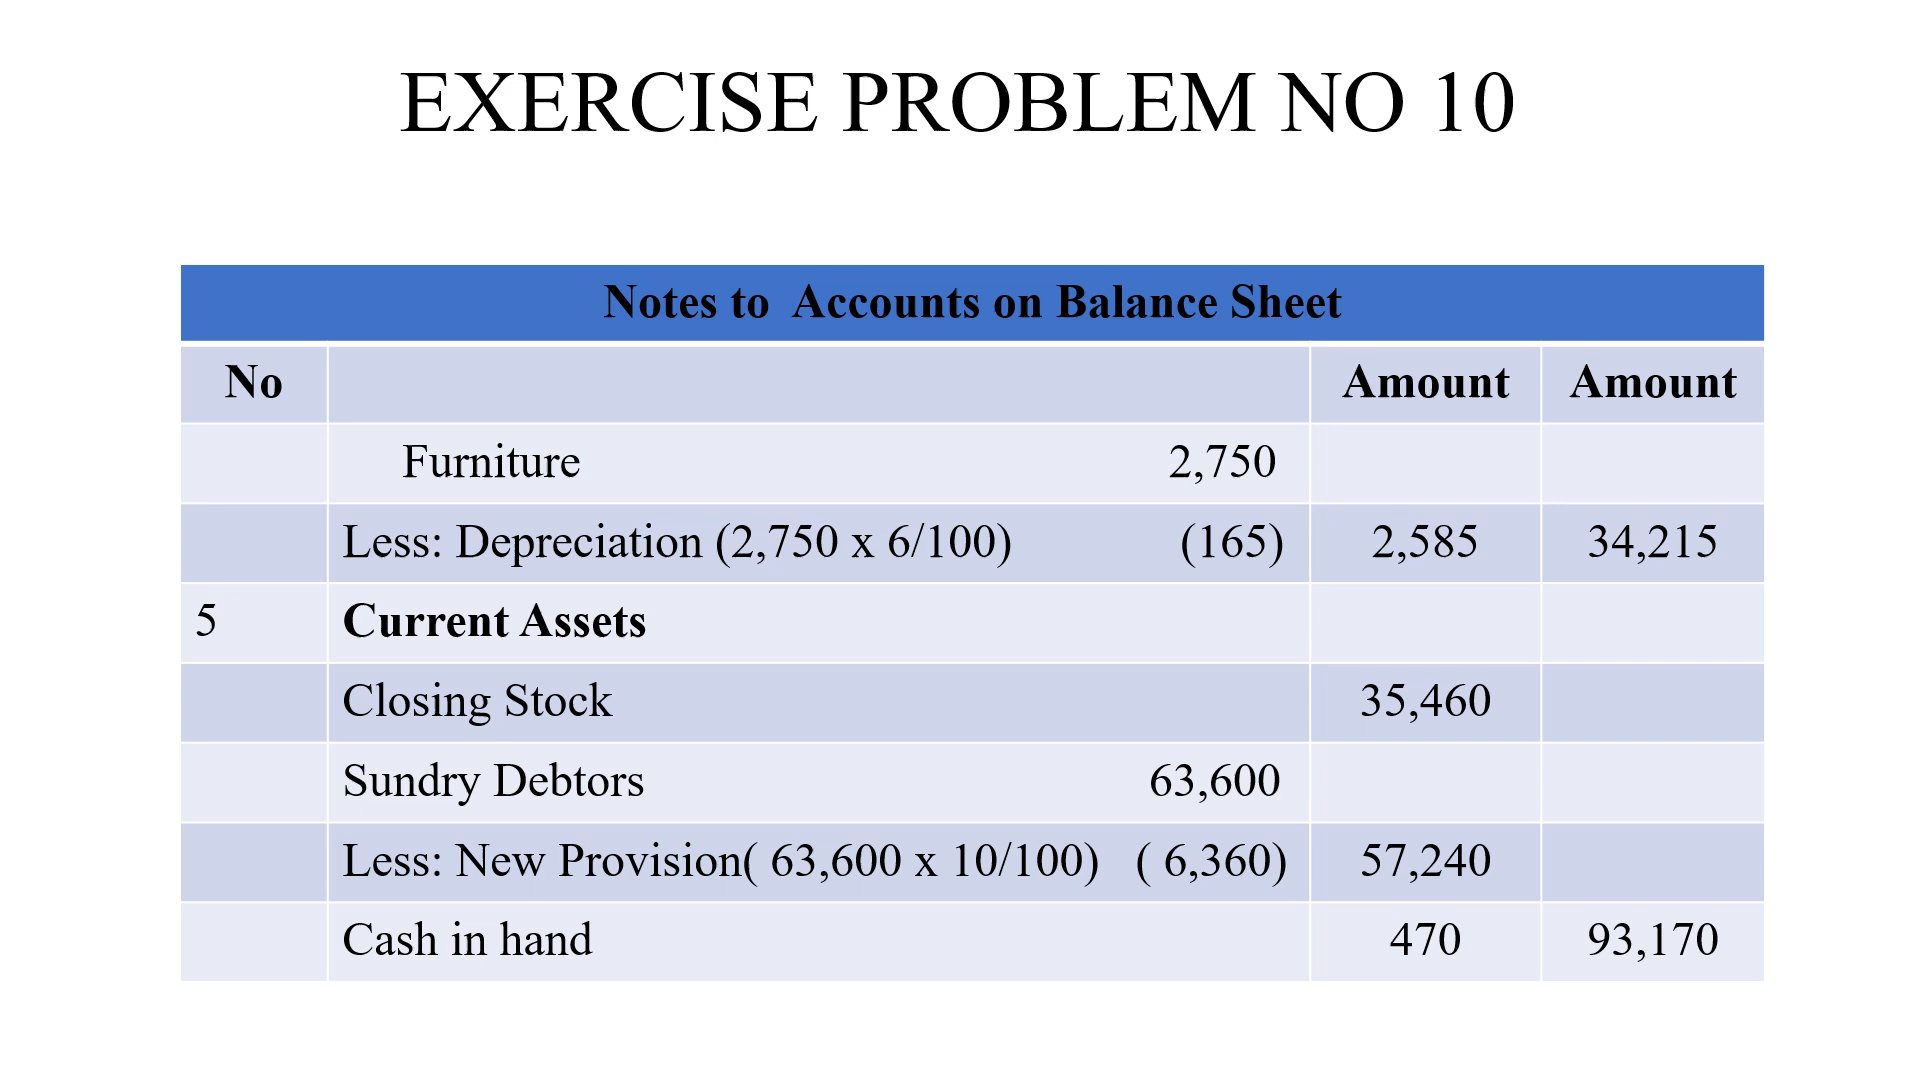 EXERCISE PROBLEM NO 10
Notes to Accounts on Balance Sheet
No Amount Amount
Furniture 2,750
Less: Depreciation (2,750 x 6/100) (165) 2,585 34,215
5 Current Assets
Closing Stock 35,460
Sundry Debtors 63,600
Less: New Provision( 63,600 x 10/100) ( 6,360) 57,240
Cash in hand 470 93,170